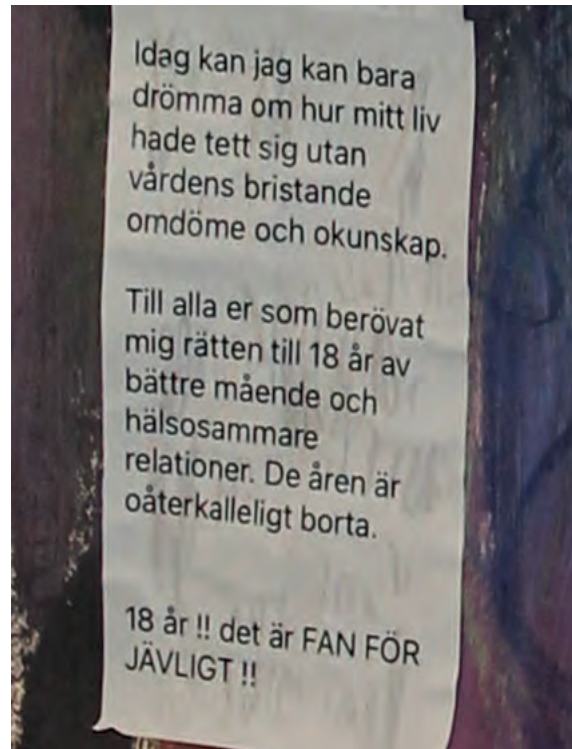 Idag kan jag kan bara
drömma om hur mitt liv
hade tett sig utan
vårdens bristande
omdöme och okunskap.
Till alla er som berövat
mig rätten till 18 år av
bättre mående och
hälsosammare
relationer. De åren är
oåterkalleligt borta.
18 år !! det är FAN FÖR
JÄVLIGT !!